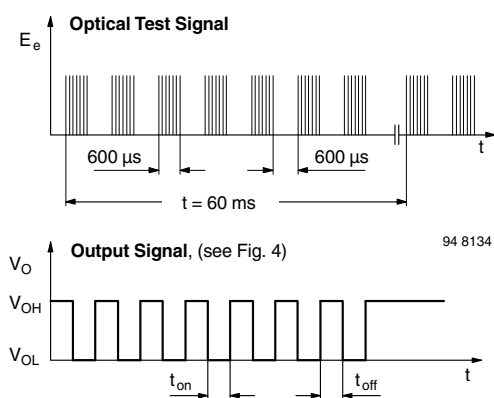 Optical Test Signal
Ee
t
600 µs
600 µs
t = 60 ms
94 8134
Output Signal, (see Fig. 4)
VO
VOH
VOL
ton
toff
t